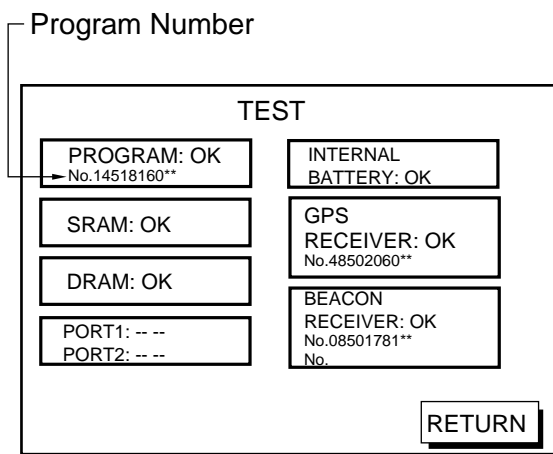 Program Number
TEST
PROGRAM: OK
No.14518160**
SRAM: OK
DRAM: OK
PORT1: -- --
PORT2: -- --
INTERNAL
BATTERY: OK
GPS
RECEIVER: OK
No.48502060**
BEACON
RECEIVER: OK
No.08501781**
No.
RETURN